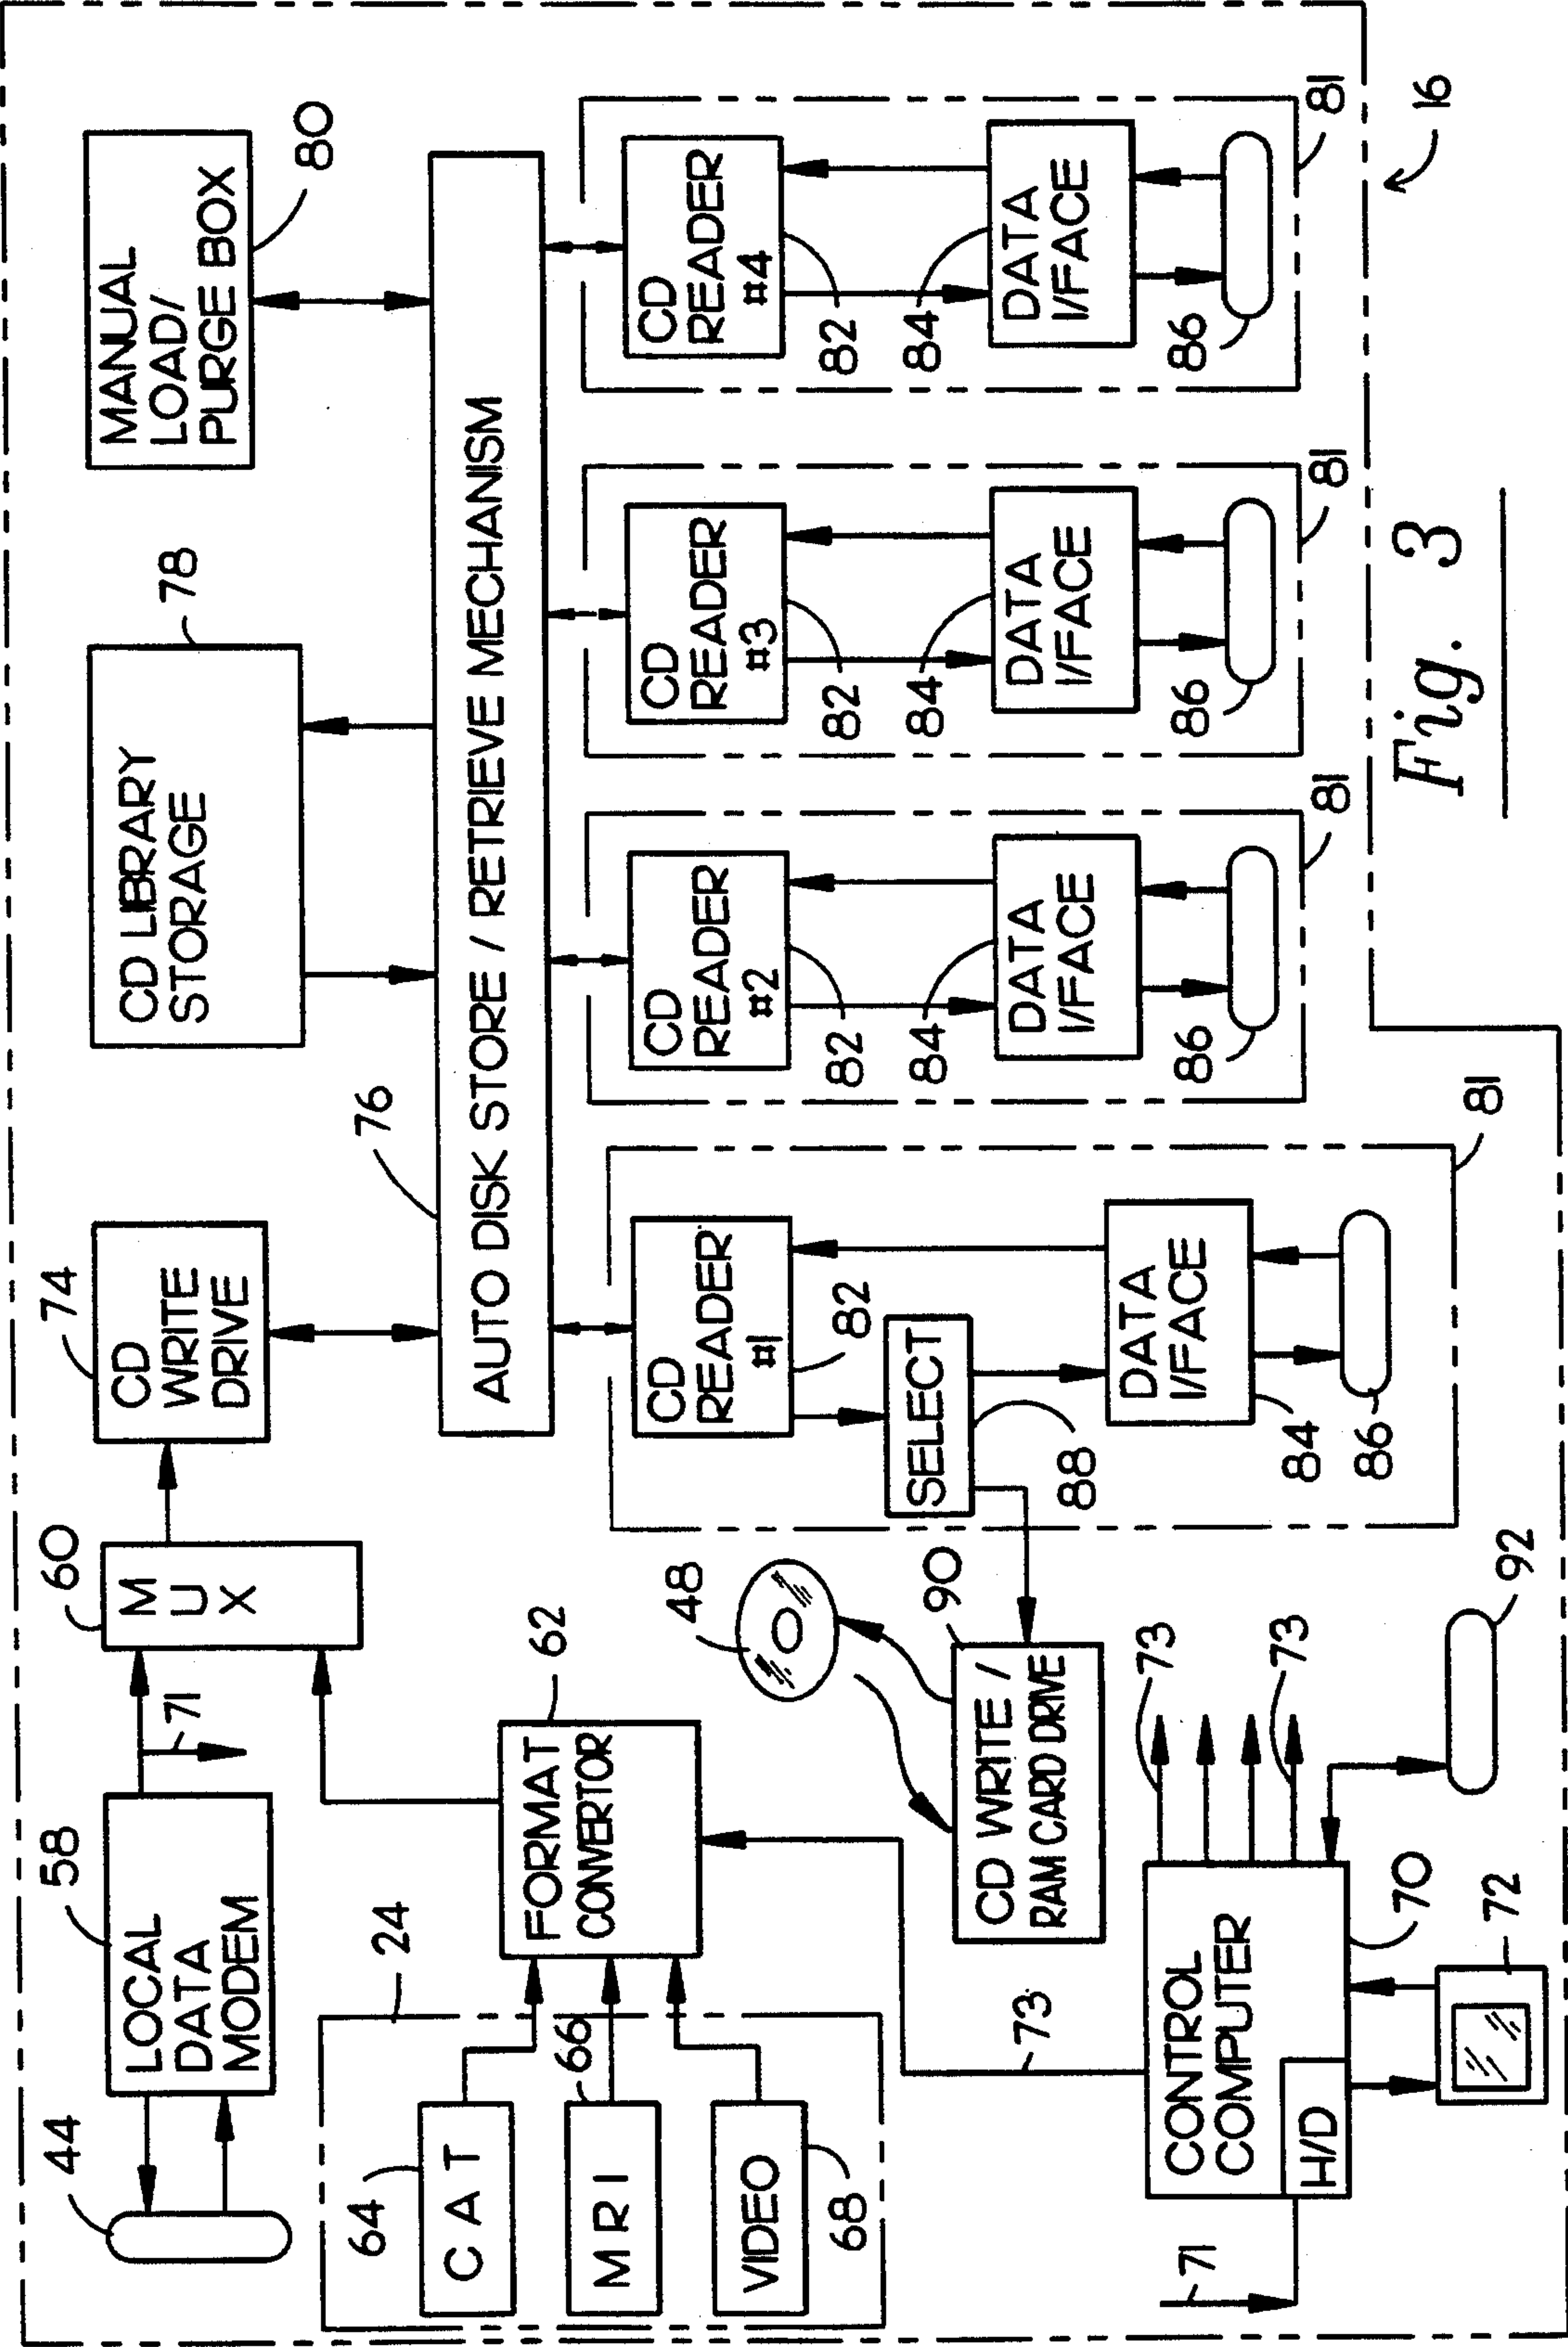 44
58
LOCAL
DATA
MODEM
71
60
M
U
X
74
CD
WRITE
DRIVE
78
CD LIBRARY
STORAGE
MANUAL
LOAD/
PURGE BOX
80
24
64
C A T
66
M R I
VIDEO
68
62
FORMAT
CONVERTOR
76
AUTO DISK STORE / RETRIEVE MECHANISM
48
90
CD WRITE /
RAM CARD DRIVE
CD
READER
#1
82
SELECT
88
DATA
I/FACE
84
86
81
CD
READER
#2
82
84
DATA
I/FACE
86
81
CD
READER
#3
82
84
DATA
I/FACE
86
81
CD
READER
#4
82
84
DATA
I/FACE
86
81
71
73
CONTROL
COMPUTER
H/D
70
72
73
73
92
16
Fig. 3